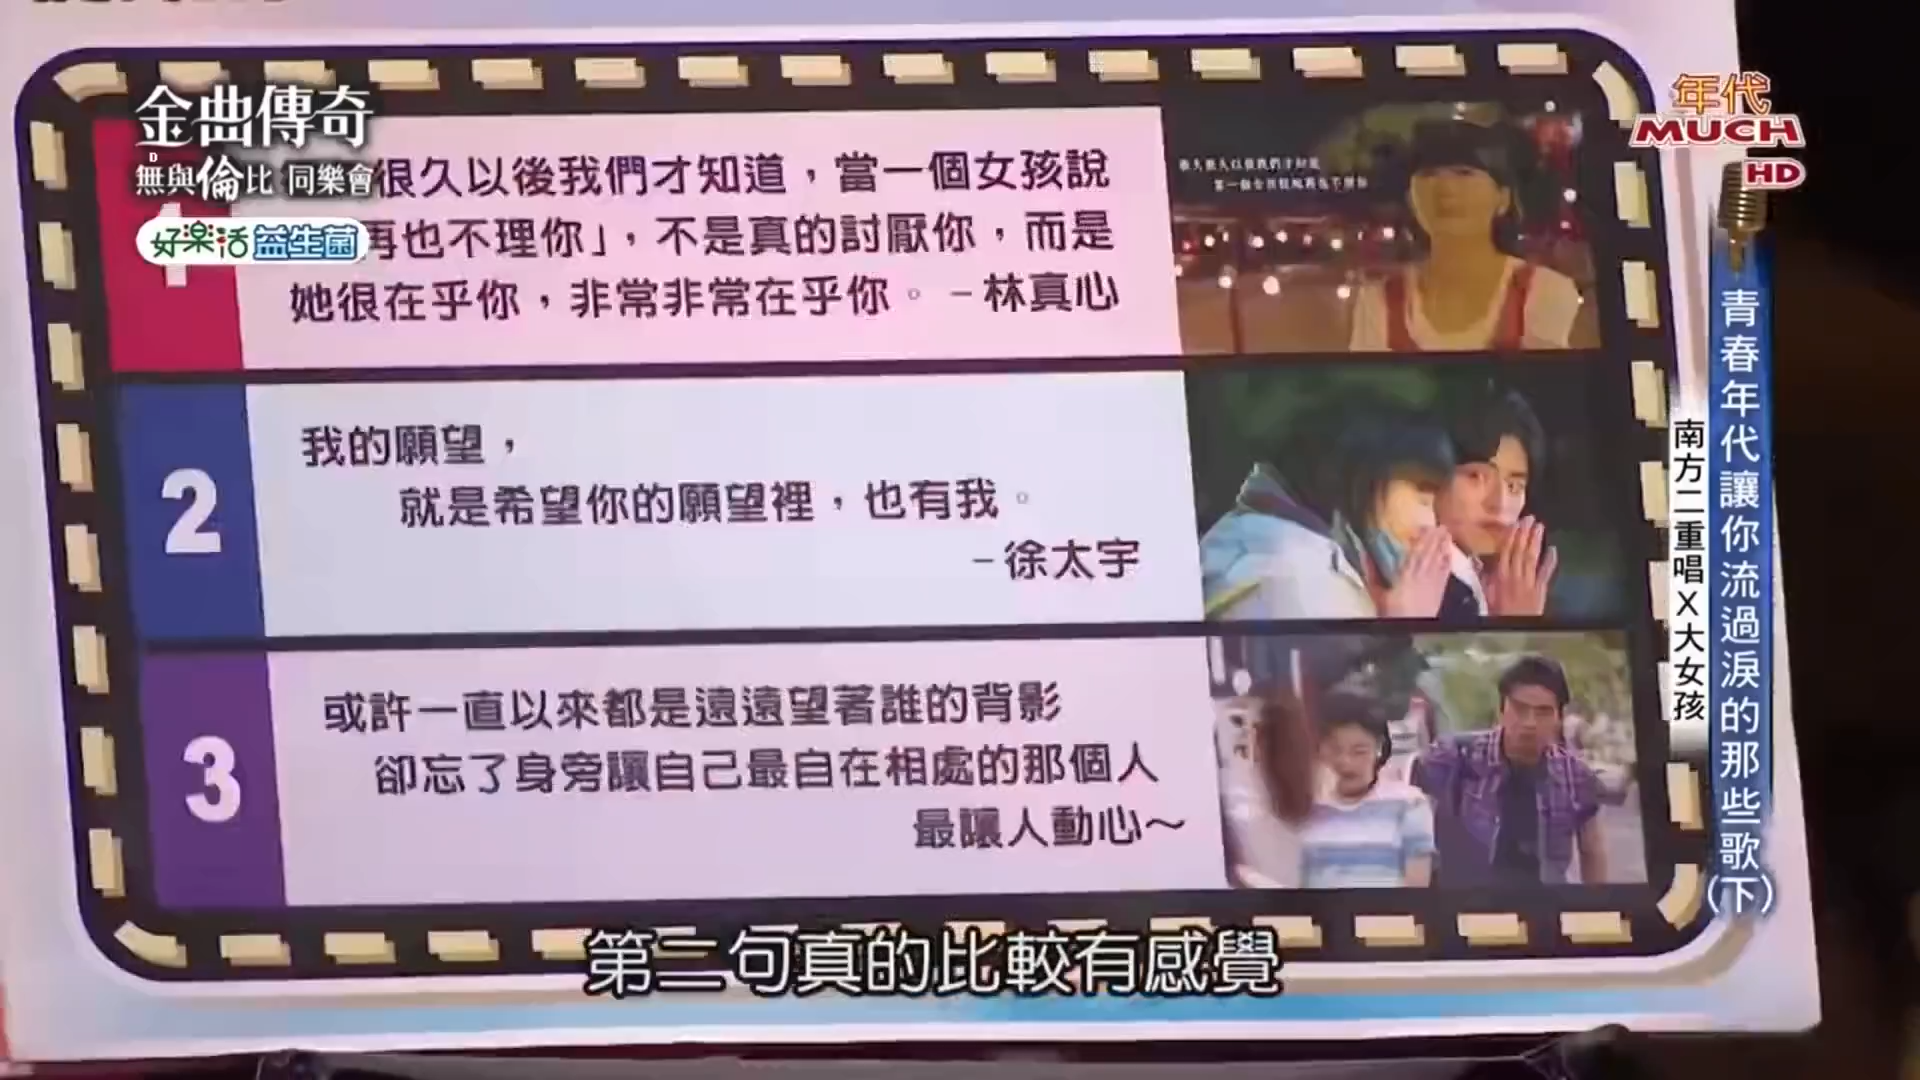 金曲傳奇
無與倫比 同樂會
好樂活益生菌
年代
MUCH
HD
很久以後我們才知道，當一個女孩說
再也不理你」，不是真的討厭你，而是
她很在乎你，非常非常在乎你。-林真心
2
我的願望，
就是希望你的願望裡，也有我。
-徐太宇
3
或許一直以來都是遠遠望著誰的背影
卻忘了身旁讓自己最自在相處的那個人
最讓人動心～
青春年代讓你流過淚的那些歌(下)
南方二重唱X大女孩
第二句真的比較有感覺